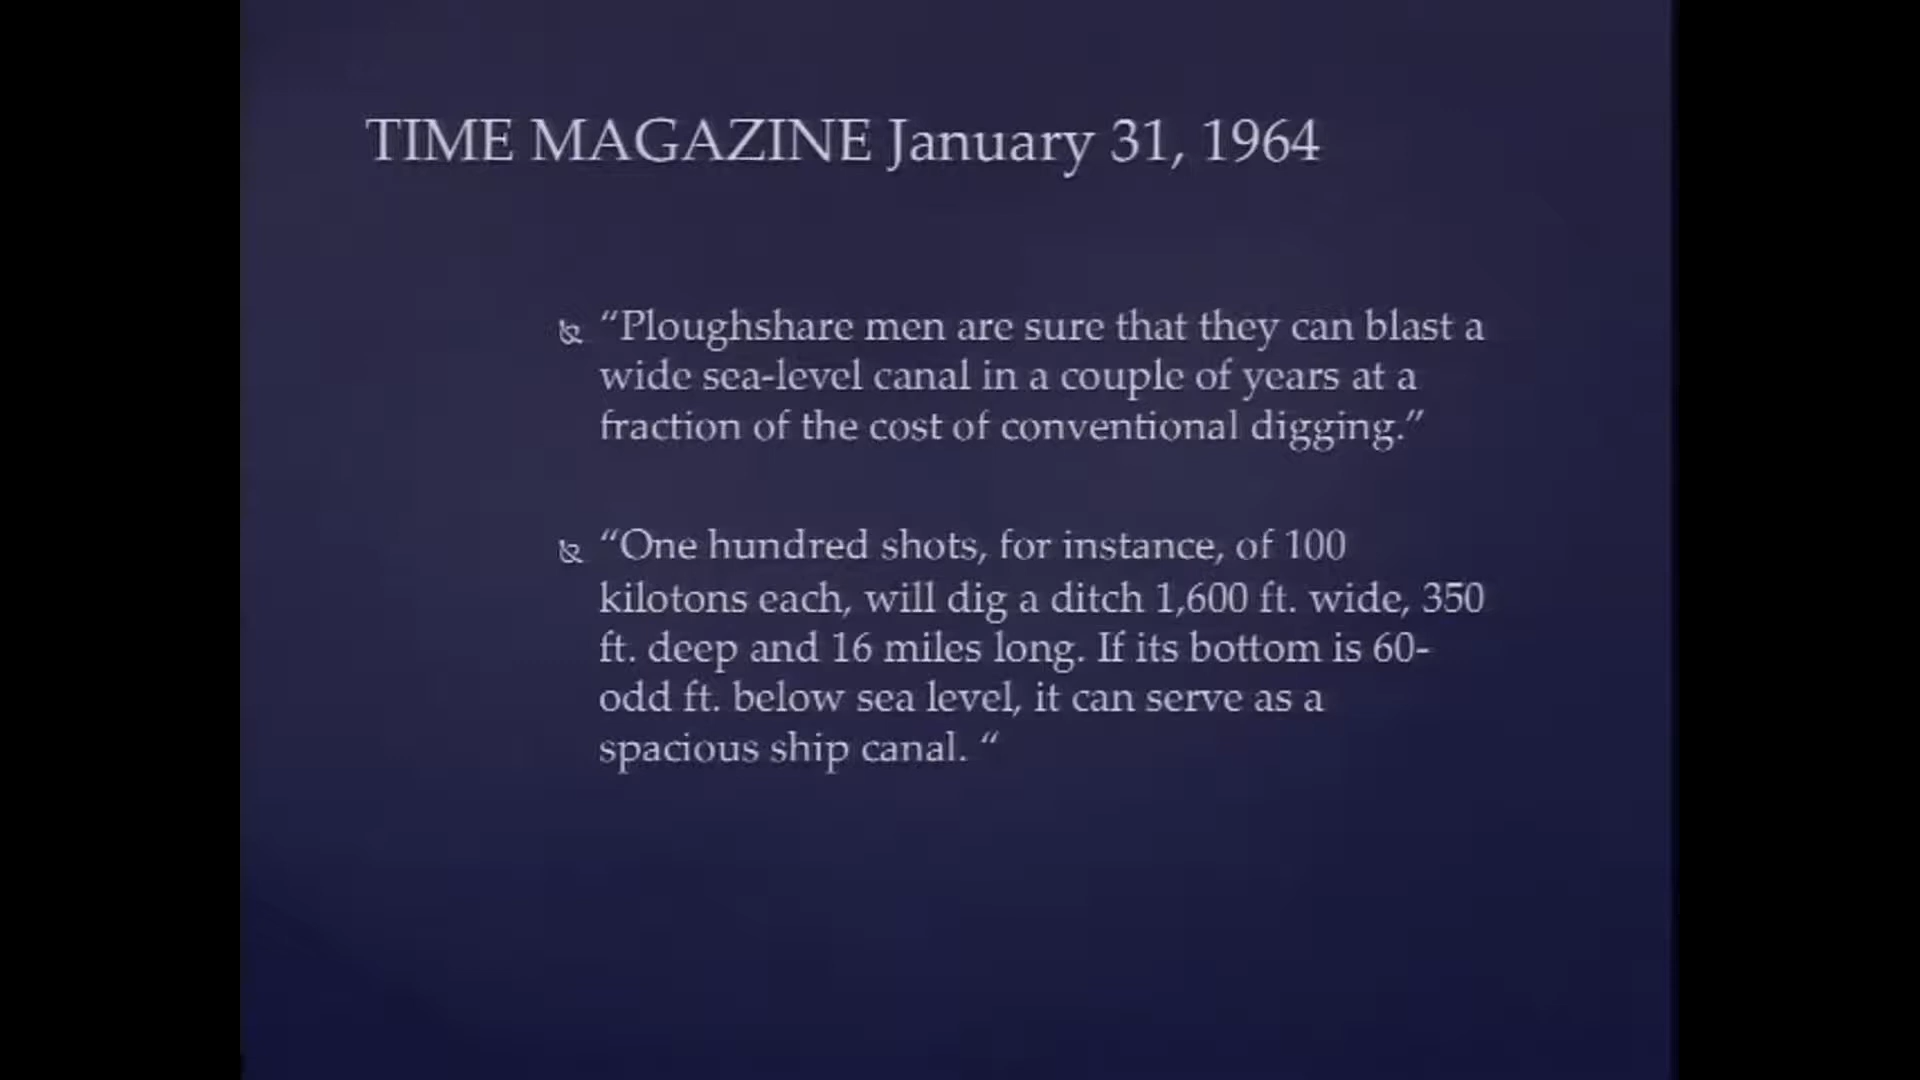 TIME MAGAZINE January 31, 1964
“Ploughshare men are sure that they can blast a
wide sea-level canal in a couple of years at a
fraction of the cost of conventional digging.”
“One hundred shots, for instance, of 100
kilotons each, will dig a ditch 1,600 ft. wide, 350
ft. deep and 16 miles long. If its bottom is 60-
odd ft. below sea level, it can serve as a
spacious ship canal. “